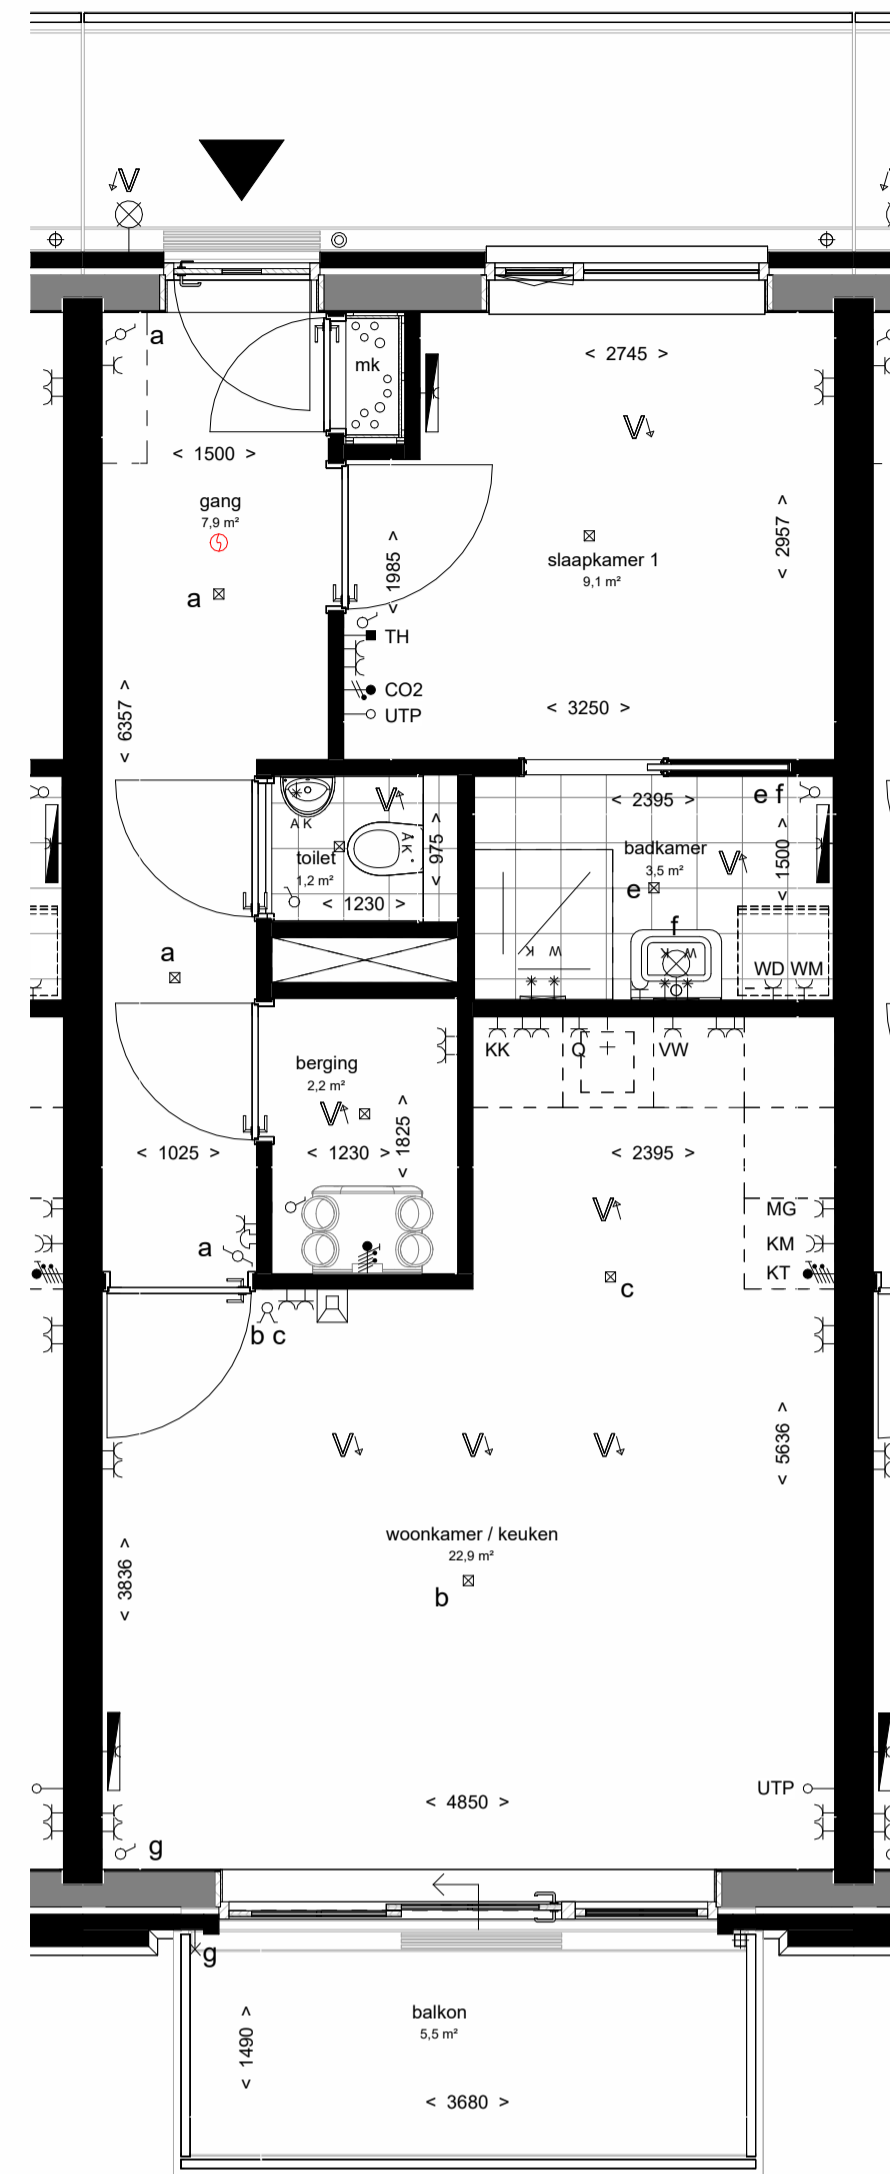 V
V
a
mk
< 2745 >
V
< 1500 >
gang
7,9 m²
< 1985 >
< 2957 >
slaapkamer 1
9,1 m²
a
TH
CO2
UTP
< 6357 >
< 3250 >
V
A K
A K
toilet
1,2 m²
< 975 >
< 1230 >
< 2395 >
e f
badkamer
3,5 m²
V
< 1500 >
e
f
K W
K W
WD WM
a
KK
Q
VW
berging
2,2 m²
V
< 1825 >
< 1025 >
< 1230 >
< 2395 >
V
MG
KM
KT
a
c
b c
V
V
V
< 5636 >
woonkamer / keuken
22,9 m²
b
< 3836 >
UTP
< 4850 >
g
g
balkon
5,5 m²
< 1490 >
< 3680 >